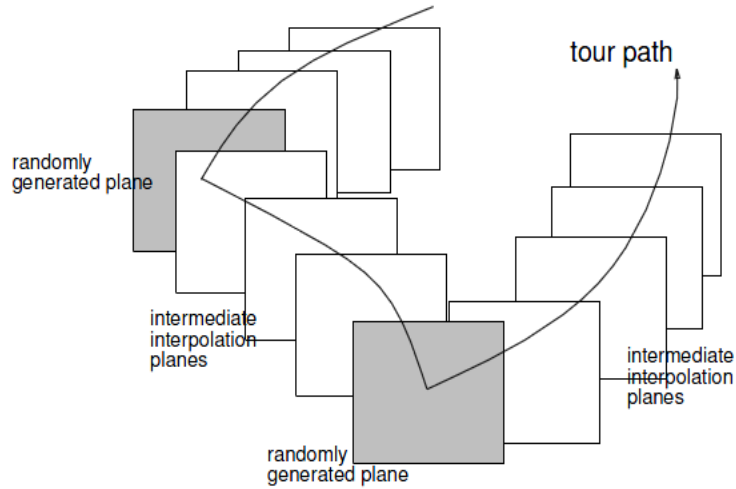 tour path
randomly
generated plane
intermediate
interpolation
planes
intermediate
interpolation
planes
randomly
generated plane